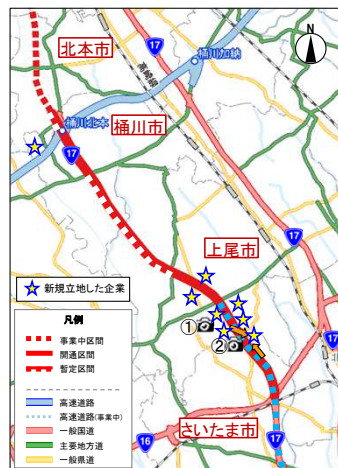 N
北本市
17
桶川加納
圏央道
桶川北本
桶川市
17
17
上尾市
新規立地した企業
①
②
凡例
事業中区間
開通区間
暫定区間
高速道路
高速道路(事業中)
一般国道
主要地方道
一般県道
17
さいたま市
16
17